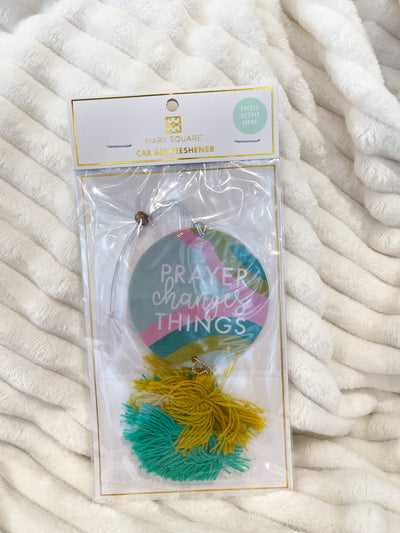 SMELL
SCENT
HERE
MARY SQUARE
CAR AIR FRESHENER
PRAYER
changes
THINGS